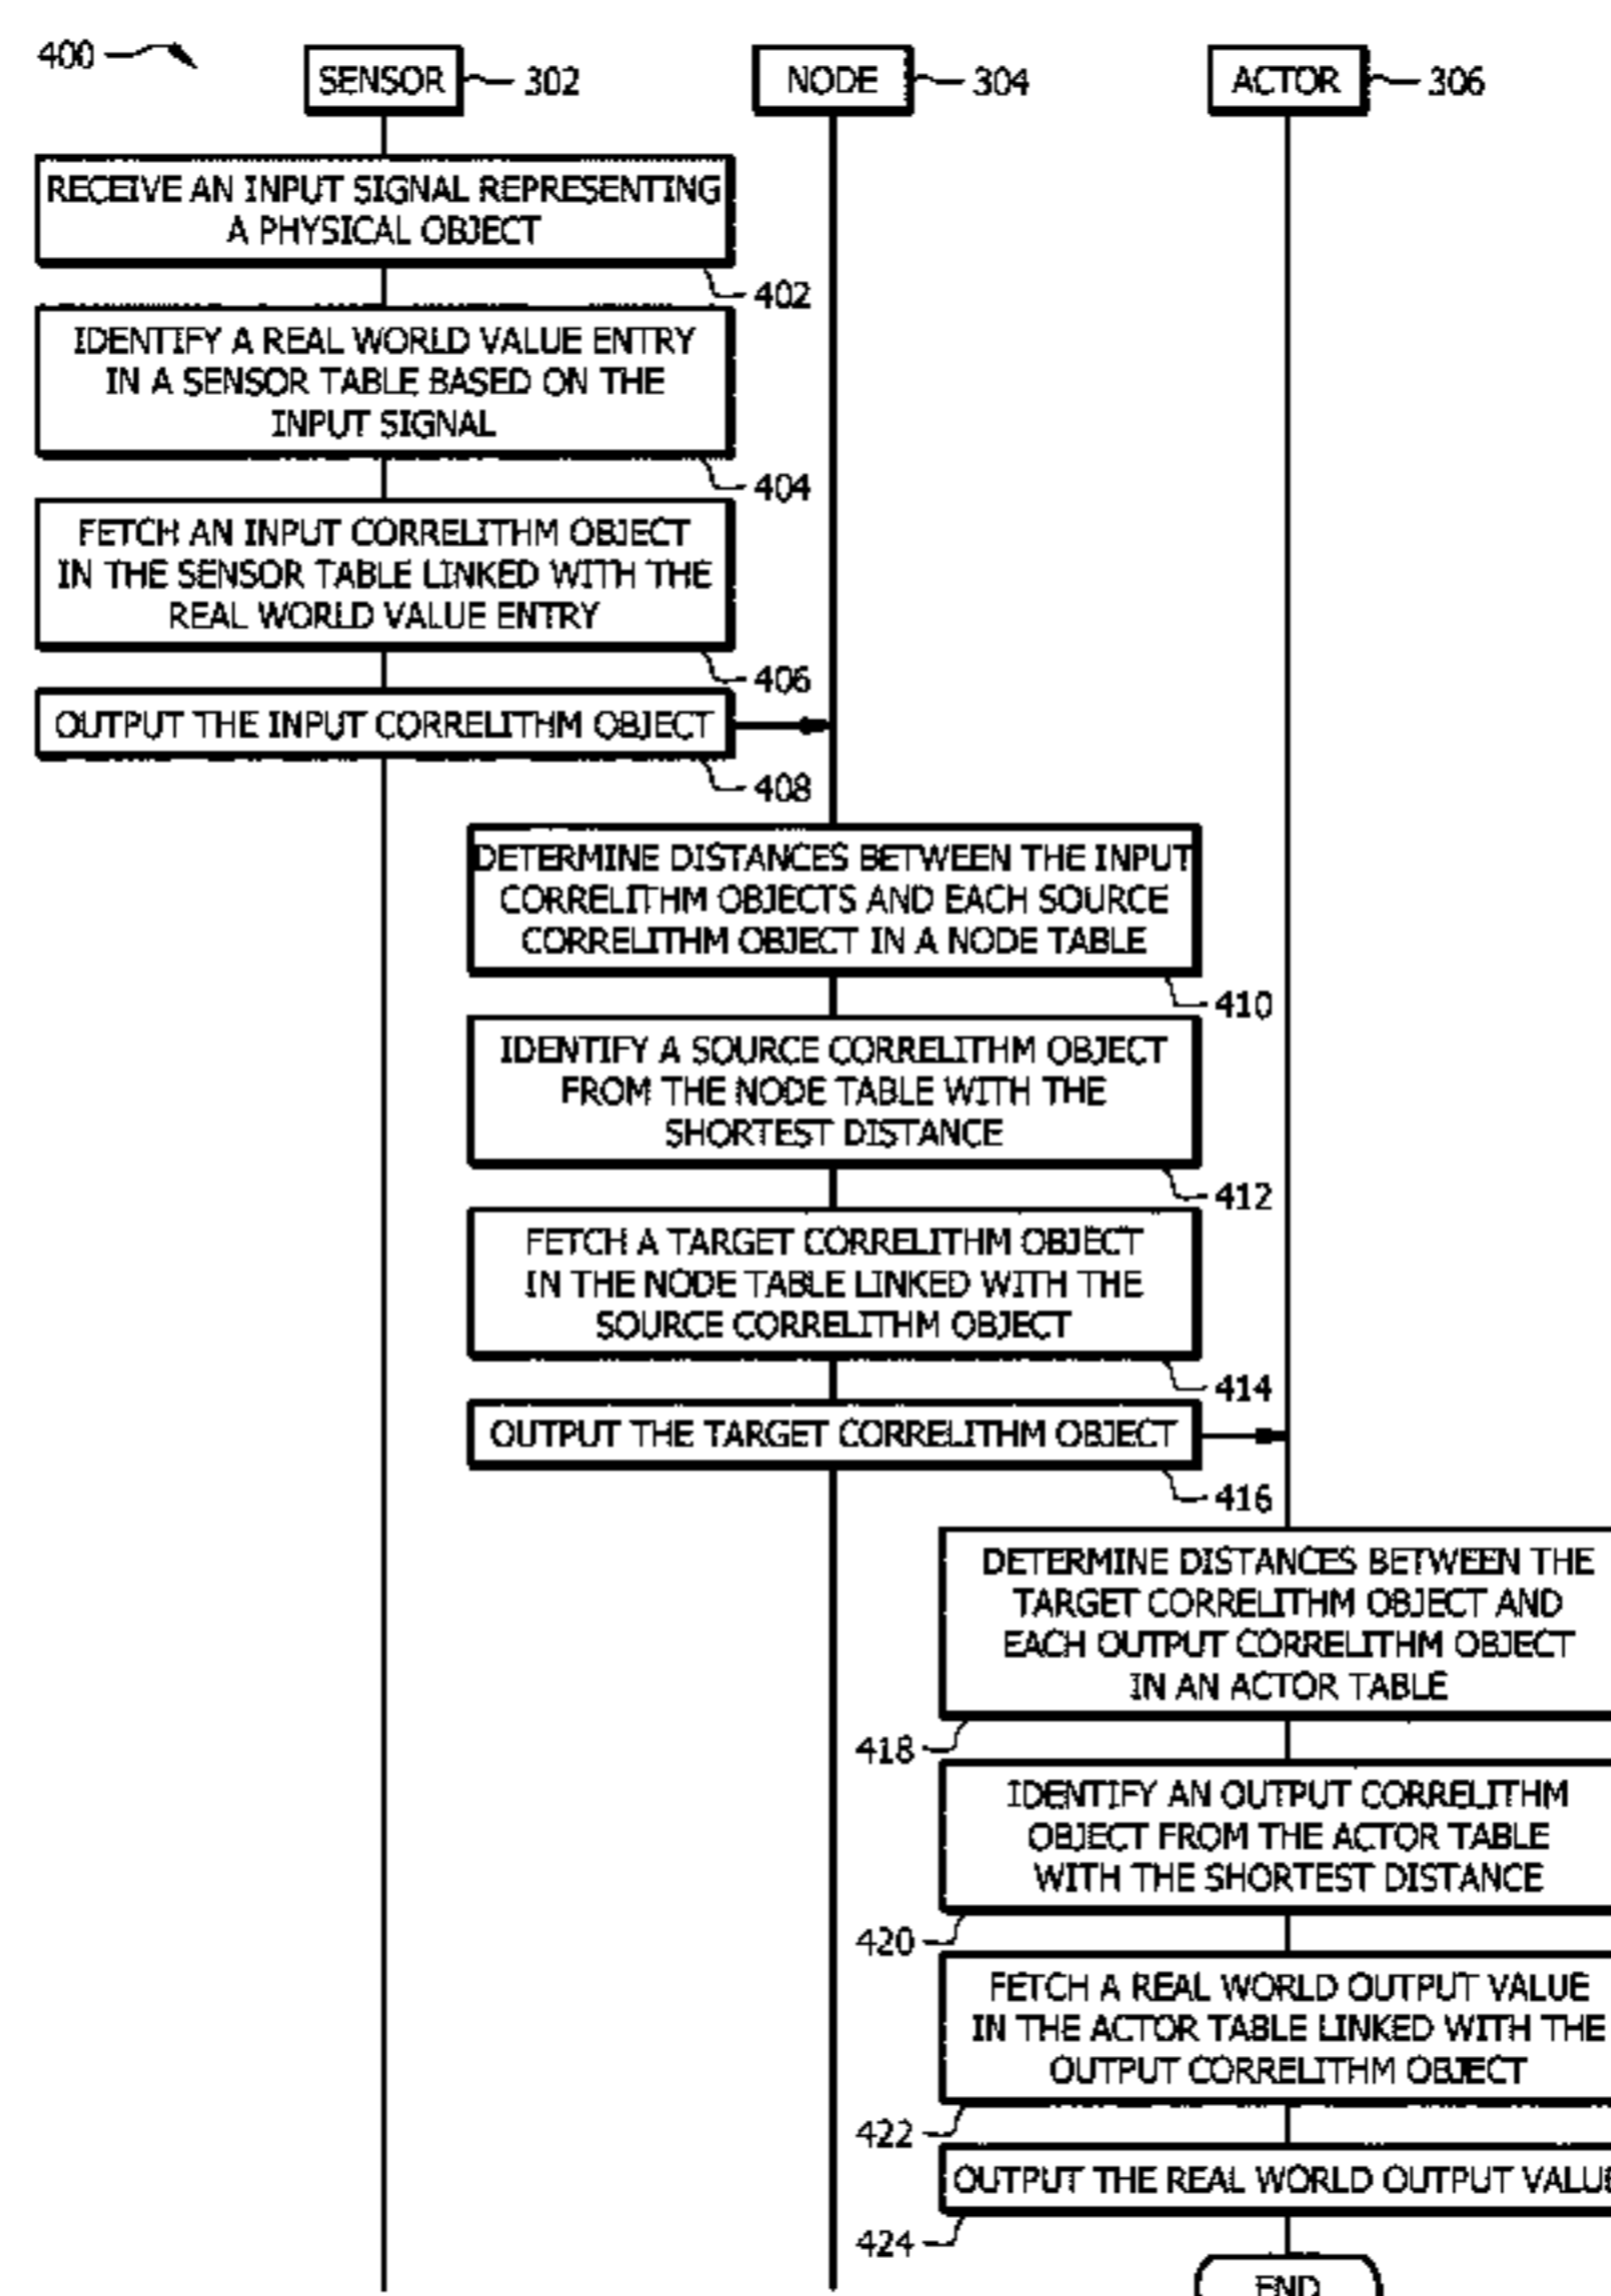 400
SENSOR
302
NODE
304
ACTOR
306
RECEIVE AN INPUT SIGNAL REPRESENTING
A PHYSICAL OBJECT
402
IDENTIFY A REAL WORLD VALUE ENTRY
IN A SENSOR TABLE BASED ON THE
INPUT SIGNAL
404
FETCH AN INPUT CORRELITHM OBJECT
IN THE SENSOR TABLE LINKED WITH THE
REAL WORLD VALUE ENTRY
406
OUTPUT THE INPUT CORRELITHM OBJECT
408
DETERMINE DISTANCES BETWEEN THE INPUT
CORRELITHM OBJECTS AND EACH SOURCE
CORRELITHM OBJECT IN A NODE TABLE
410
IDENTIFY A SOURCE CORRELITHM OBJECT
FROM THE NODE TABLE WITH THE
SHORTEST DISTANCE
412
FETCH A TARGET CORRELITHM OBJECT
IN THE NODE TABLE LINKED WITH THE
SOURCE CORRELITHM OBJECT
414
OUTPUT THE TARGET CORRELITHM OBJECT
416
DETERMINE DISTANCES BETWEEN THE
TARGET CORRELITHM OBJECT AND
EACH OUTPUT CORRELITHM OBJECT
IN AN ACTOR TABLE
418
IDENTIFY AN OUTPUT CORRELITHM
OBJECT FROM THE ACTOR TABLE
WITH THE SHORTEST DISTANCE
420
FETCH A REAL WORLD OUTPUT VALUE
IN THE ACTOR TABLE LINKED WITH THE
OUTPUT CORRELITHM OBJECT
422
OUTPUT THE REAL WORLD OUTPUT VALUE
424
END